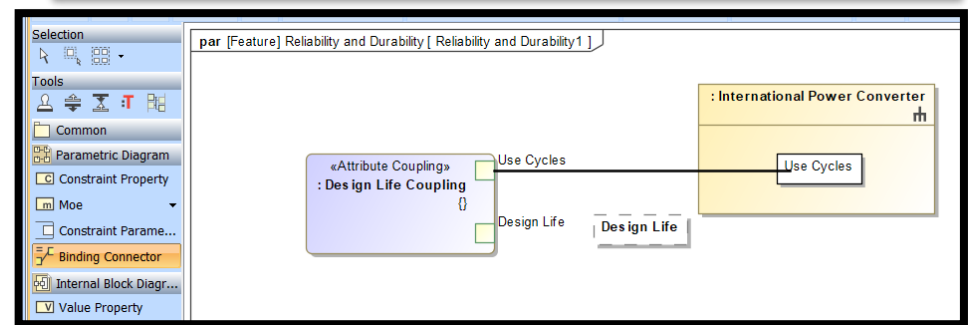 Selection
Tools
Common
Parametric Diagram
Constraint Property
Moe
Constraint Parame...
Binding Connector
Internal Block Diagr...
Value Property
par [Feature] Reliability and Durability [ Reliability and Durability1 ]
«Attribute Coupling»
: Design Life Coupling
{}
Use Cycles
Design Life
Design Life
: International Power Converter
Use Cycles